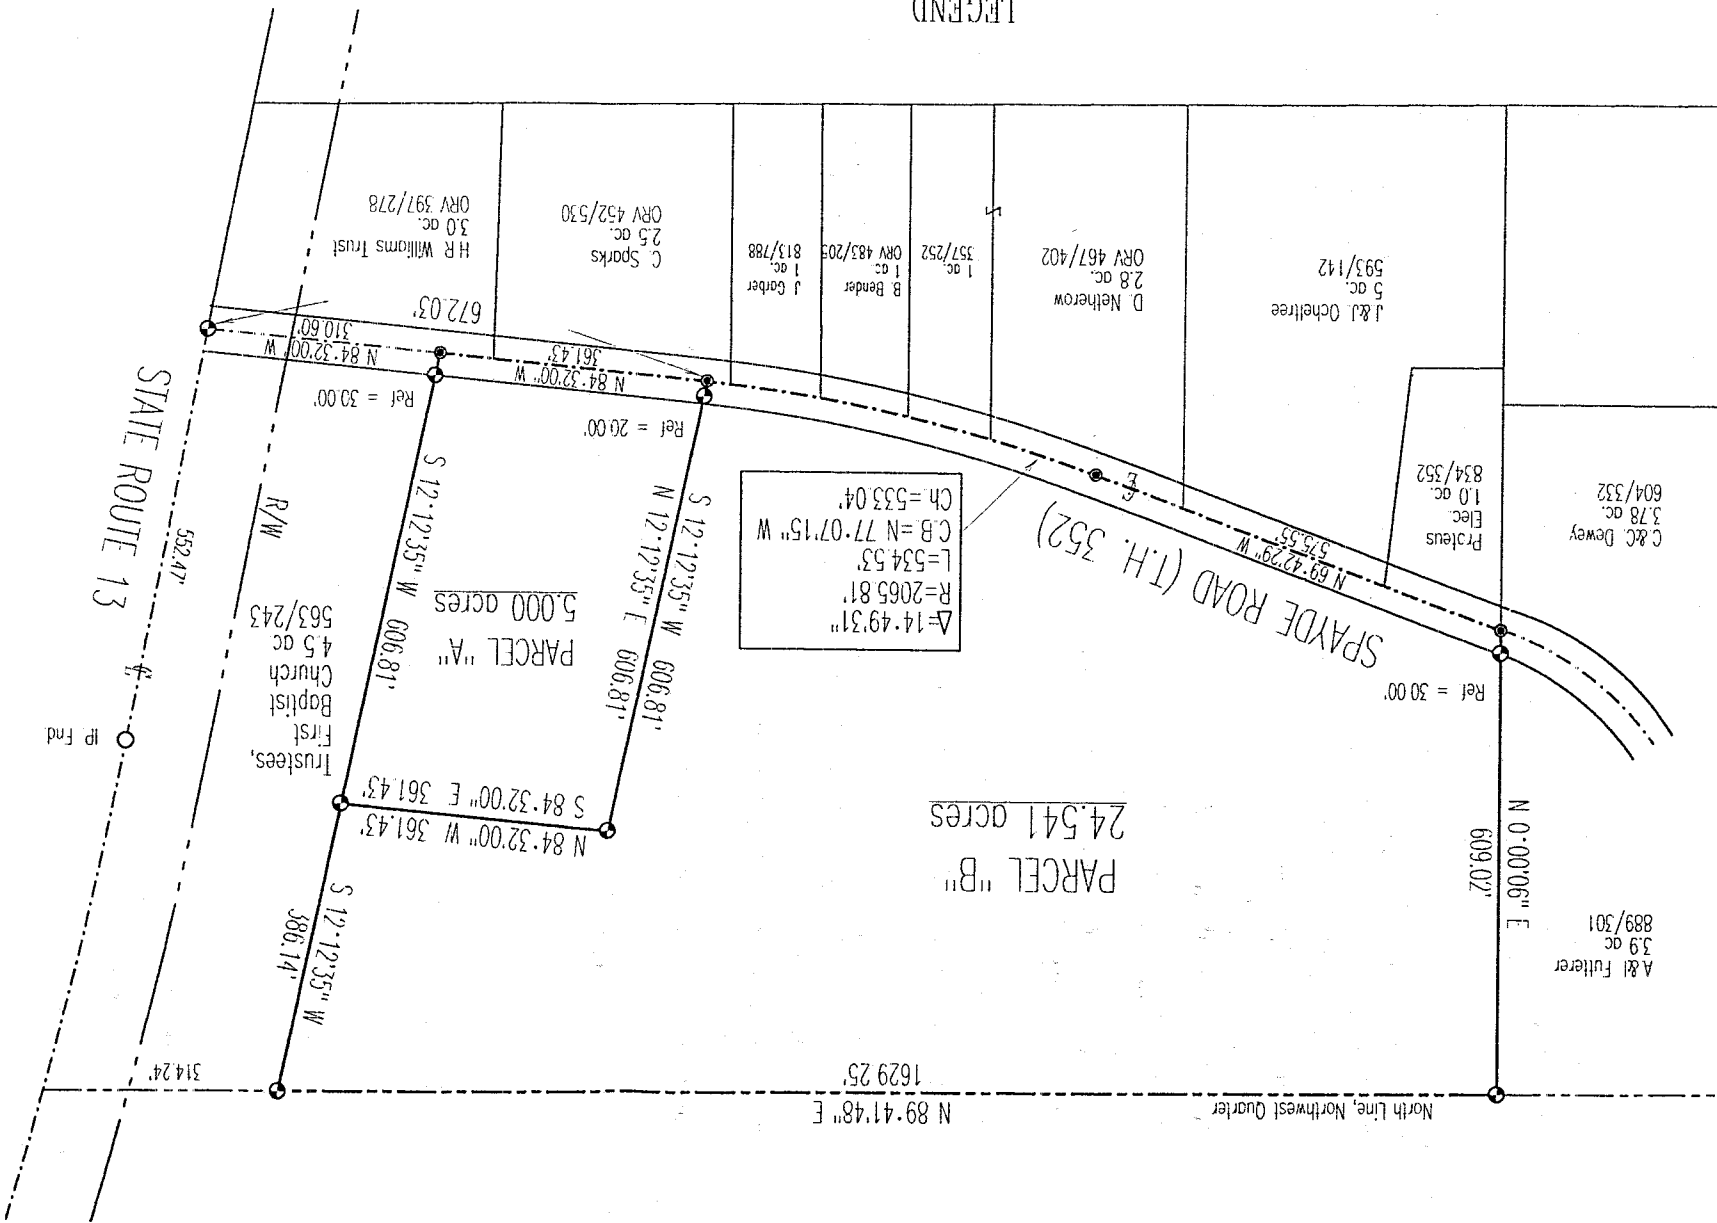 North Line, Northwest Quarter
N 89°41'48" E
1629.25'
314.24'
A.&I. Futterer
3.9 ac.
889/301
N 0°00'06" E
609.02'
PARCEL "B"
24.541 acres
S 12°12'35" W
386.14'
N 84°32'00" W 361.43'
S 84°32'00" E 361.43'
Trustees,
First
Baptist
Church
4.5 ac
563/243
IP Fnd.
PARCEL "A"
5.000 acres
S 12°12'35" W 606.81'
N 12°12'35" E 606.81'
S 12°12'35" W 606.81'
R/W
552.47'
STATE ROUTE 13
Ref = 30.00'
SPAYDE ROAD (T.H. 352)
Δ=14°49'31"
R=2065.81'
L=534.53'
C.B.=N 77°07'15" W
Ch.=533.04'
Ref = 20.00'
Ref = 30.00'
N 69°42'29" W
575.55'
N 84°32'00" W
361.43'
N 84°32'00" W
310.60'
672.03'
C.&C. Dewey
3.78 ac.
604/332
Proteus
Elec.
1.0 ac.
834/352
J.&J. Ocheltree
5 ac.
593/142
D. Netherow
2.8 ac.
ORV 467/402
1 ac.
357/252
B. Bender
1 ac.
ORV 483/205
J. Garber
1 ac.
813/788
C. Sparks
2.5 ac.
ORV 452/530
H R Williams Trust
3.0 ac.
ORV 397/278
LEGEND